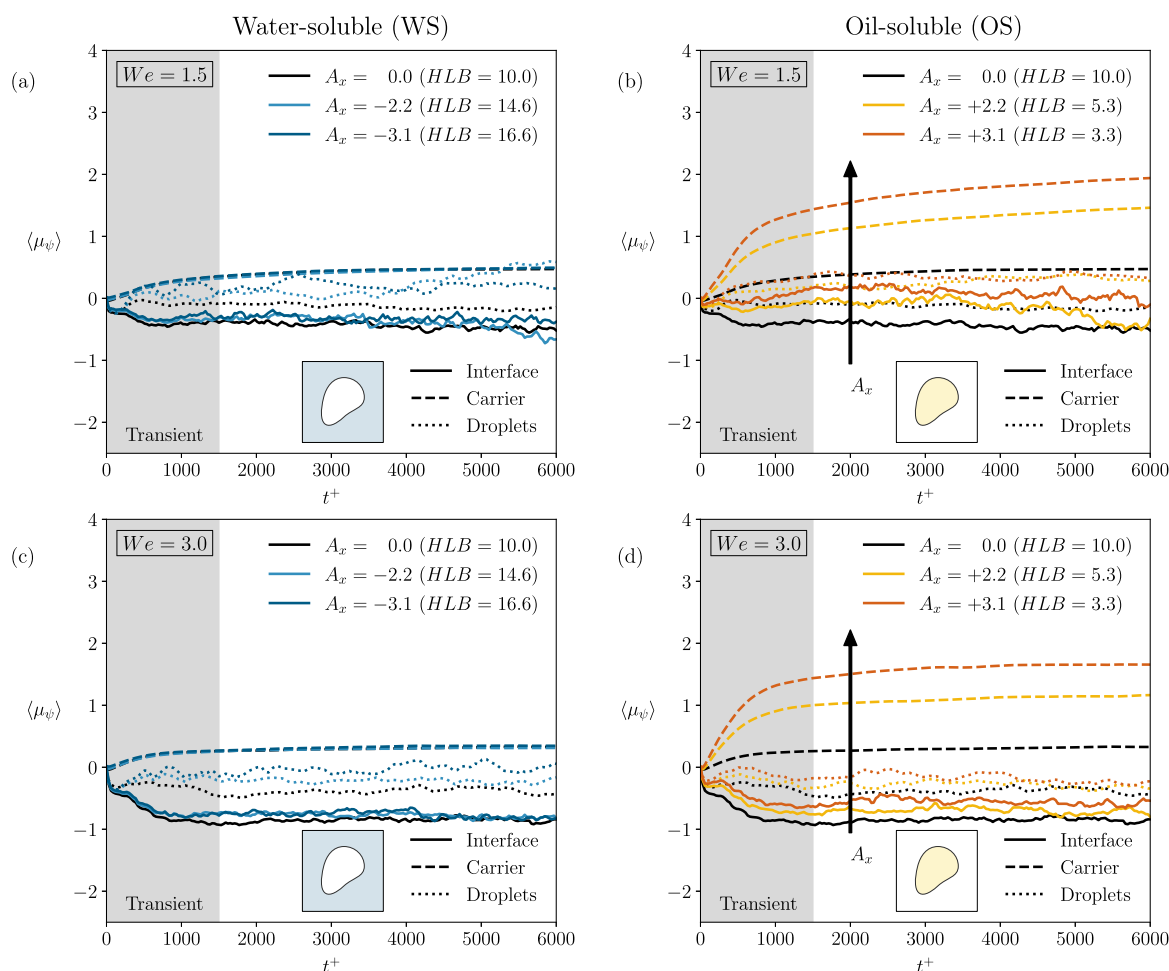 Water-soluble (WS)
Oil-soluble (OS)
(a)
We = 1.5
A_x = 0.0 (HLB = 10.0)
A_x = −2.2 (HLB = 14.6)
A_x = −3.1 (HLB = 16.6)
4
3
2
1
0
−1
−2
⟨μ_ψ⟩
Interface
Carrier
Droplets
Transient
0 1000 2000 3000 4000 5000 6000
t⁺
(b)
We = 1.5
A_x = 0.0 (HLB = 10.0)
A_x = +2.2 (HLB = 5.3)
A_x = +3.1 (HLB = 3.3)
4
3
2
1
0
−1
−2
⟨μ_ψ⟩
A_x
Interface
Carrier
Droplets
Transient
0 1000 2000 3000 4000 5000 6000
t⁺
(c)
We = 3.0
A_x = 0.0 (HLB = 10.0)
A_x = −2.2 (HLB = 14.6)
A_x = −3.1 (HLB = 16.6)
4
3
2
1
0
−1
−2
⟨μ_ψ⟩
Interface
Carrier
Droplets
Transient
0 1000 2000 3000 4000 5000 6000
t⁺
(d)
We = 3.0
A_x = 0.0 (HLB = 10.0)
A_x = +2.2 (HLB = 5.3)
A_x = +3.1 (HLB = 3.3)
4
3
2
1
0
−1
−2
⟨μ_ψ⟩
A_x
Interface
Carrier
Droplets
Transient
0 1000 2000 3000 4000 5000 6000
t⁺